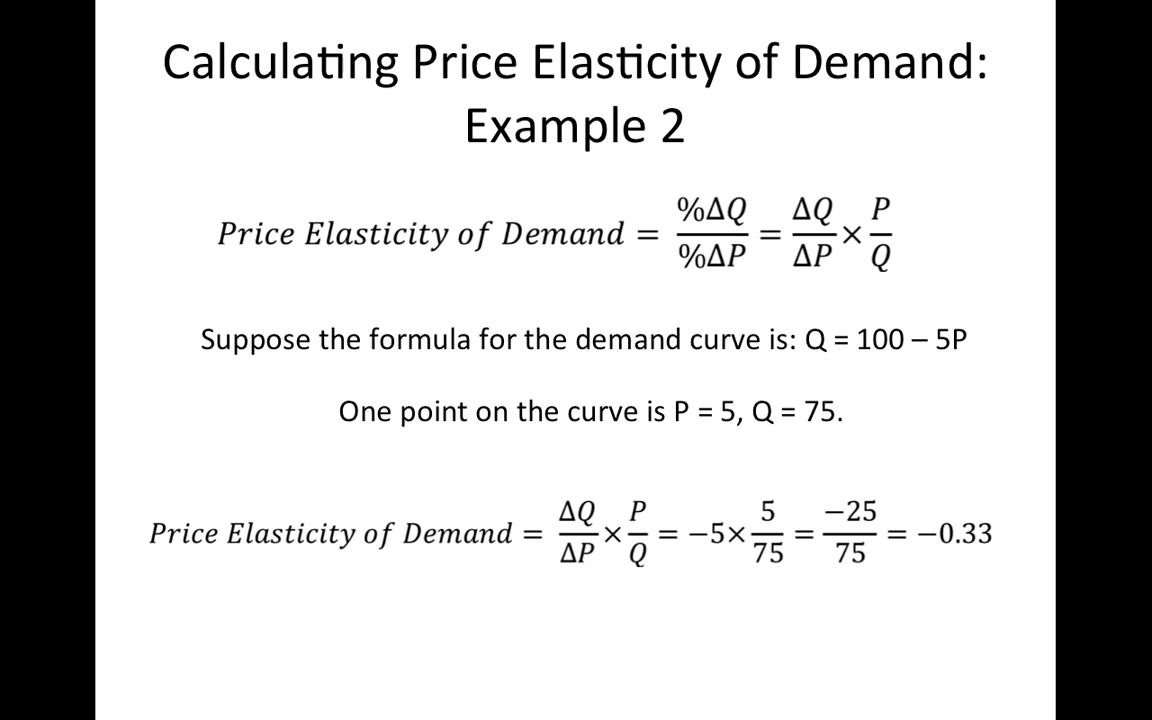 Calculating Price Elasticity of Demand:
Example 2
Price Elasticity of Demand = %ΔQ/%ΔP = ΔQ/ΔP × P/Q
Suppose the formula for the demand curve is: Q = 100 – 5P
One point on the curve is P = 5, Q = 75.
Price Elasticity of Demand = ΔQ/ΔP × P/Q = −5× 5/75 = −25/75 = −0.33